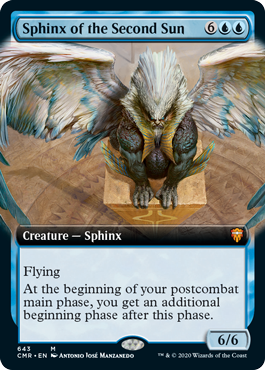 Sphinx of the Second Sun 6
Creature — Sphinx
Flying
At the beginning of your postcombat
main phase, you get an additional
beginning phase after this phase.
6/6
643 M
CMR • EN Antonio José Manzanedo ™ & © 2020 Wizards of the Coast